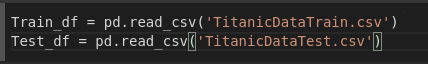 Train_df = pd.read_csv('TitanicDataTrain.csv')
Test_df = pd.read_csv('TitanicDataTest.csv')